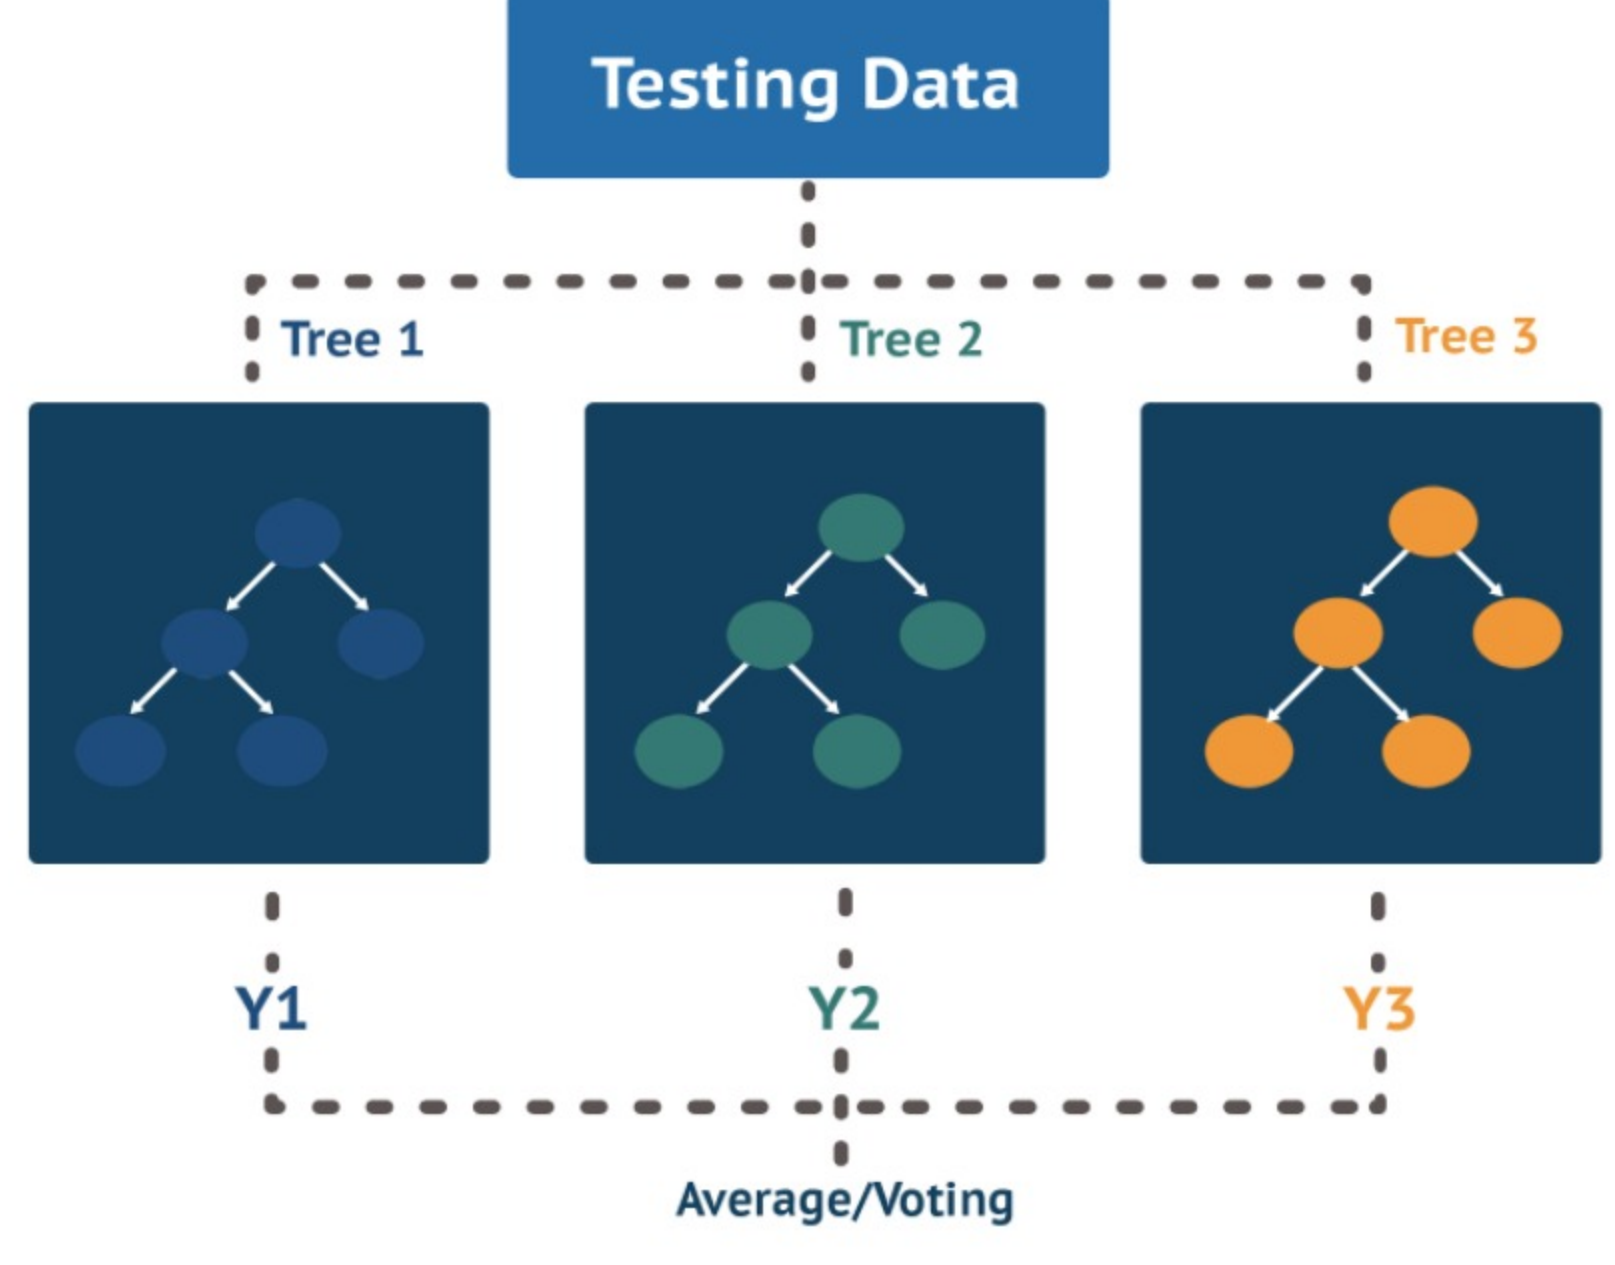 Testing Data
Tree 1
Tree 2
Tree 3
Y1
Y2
Y3
Average/Voting